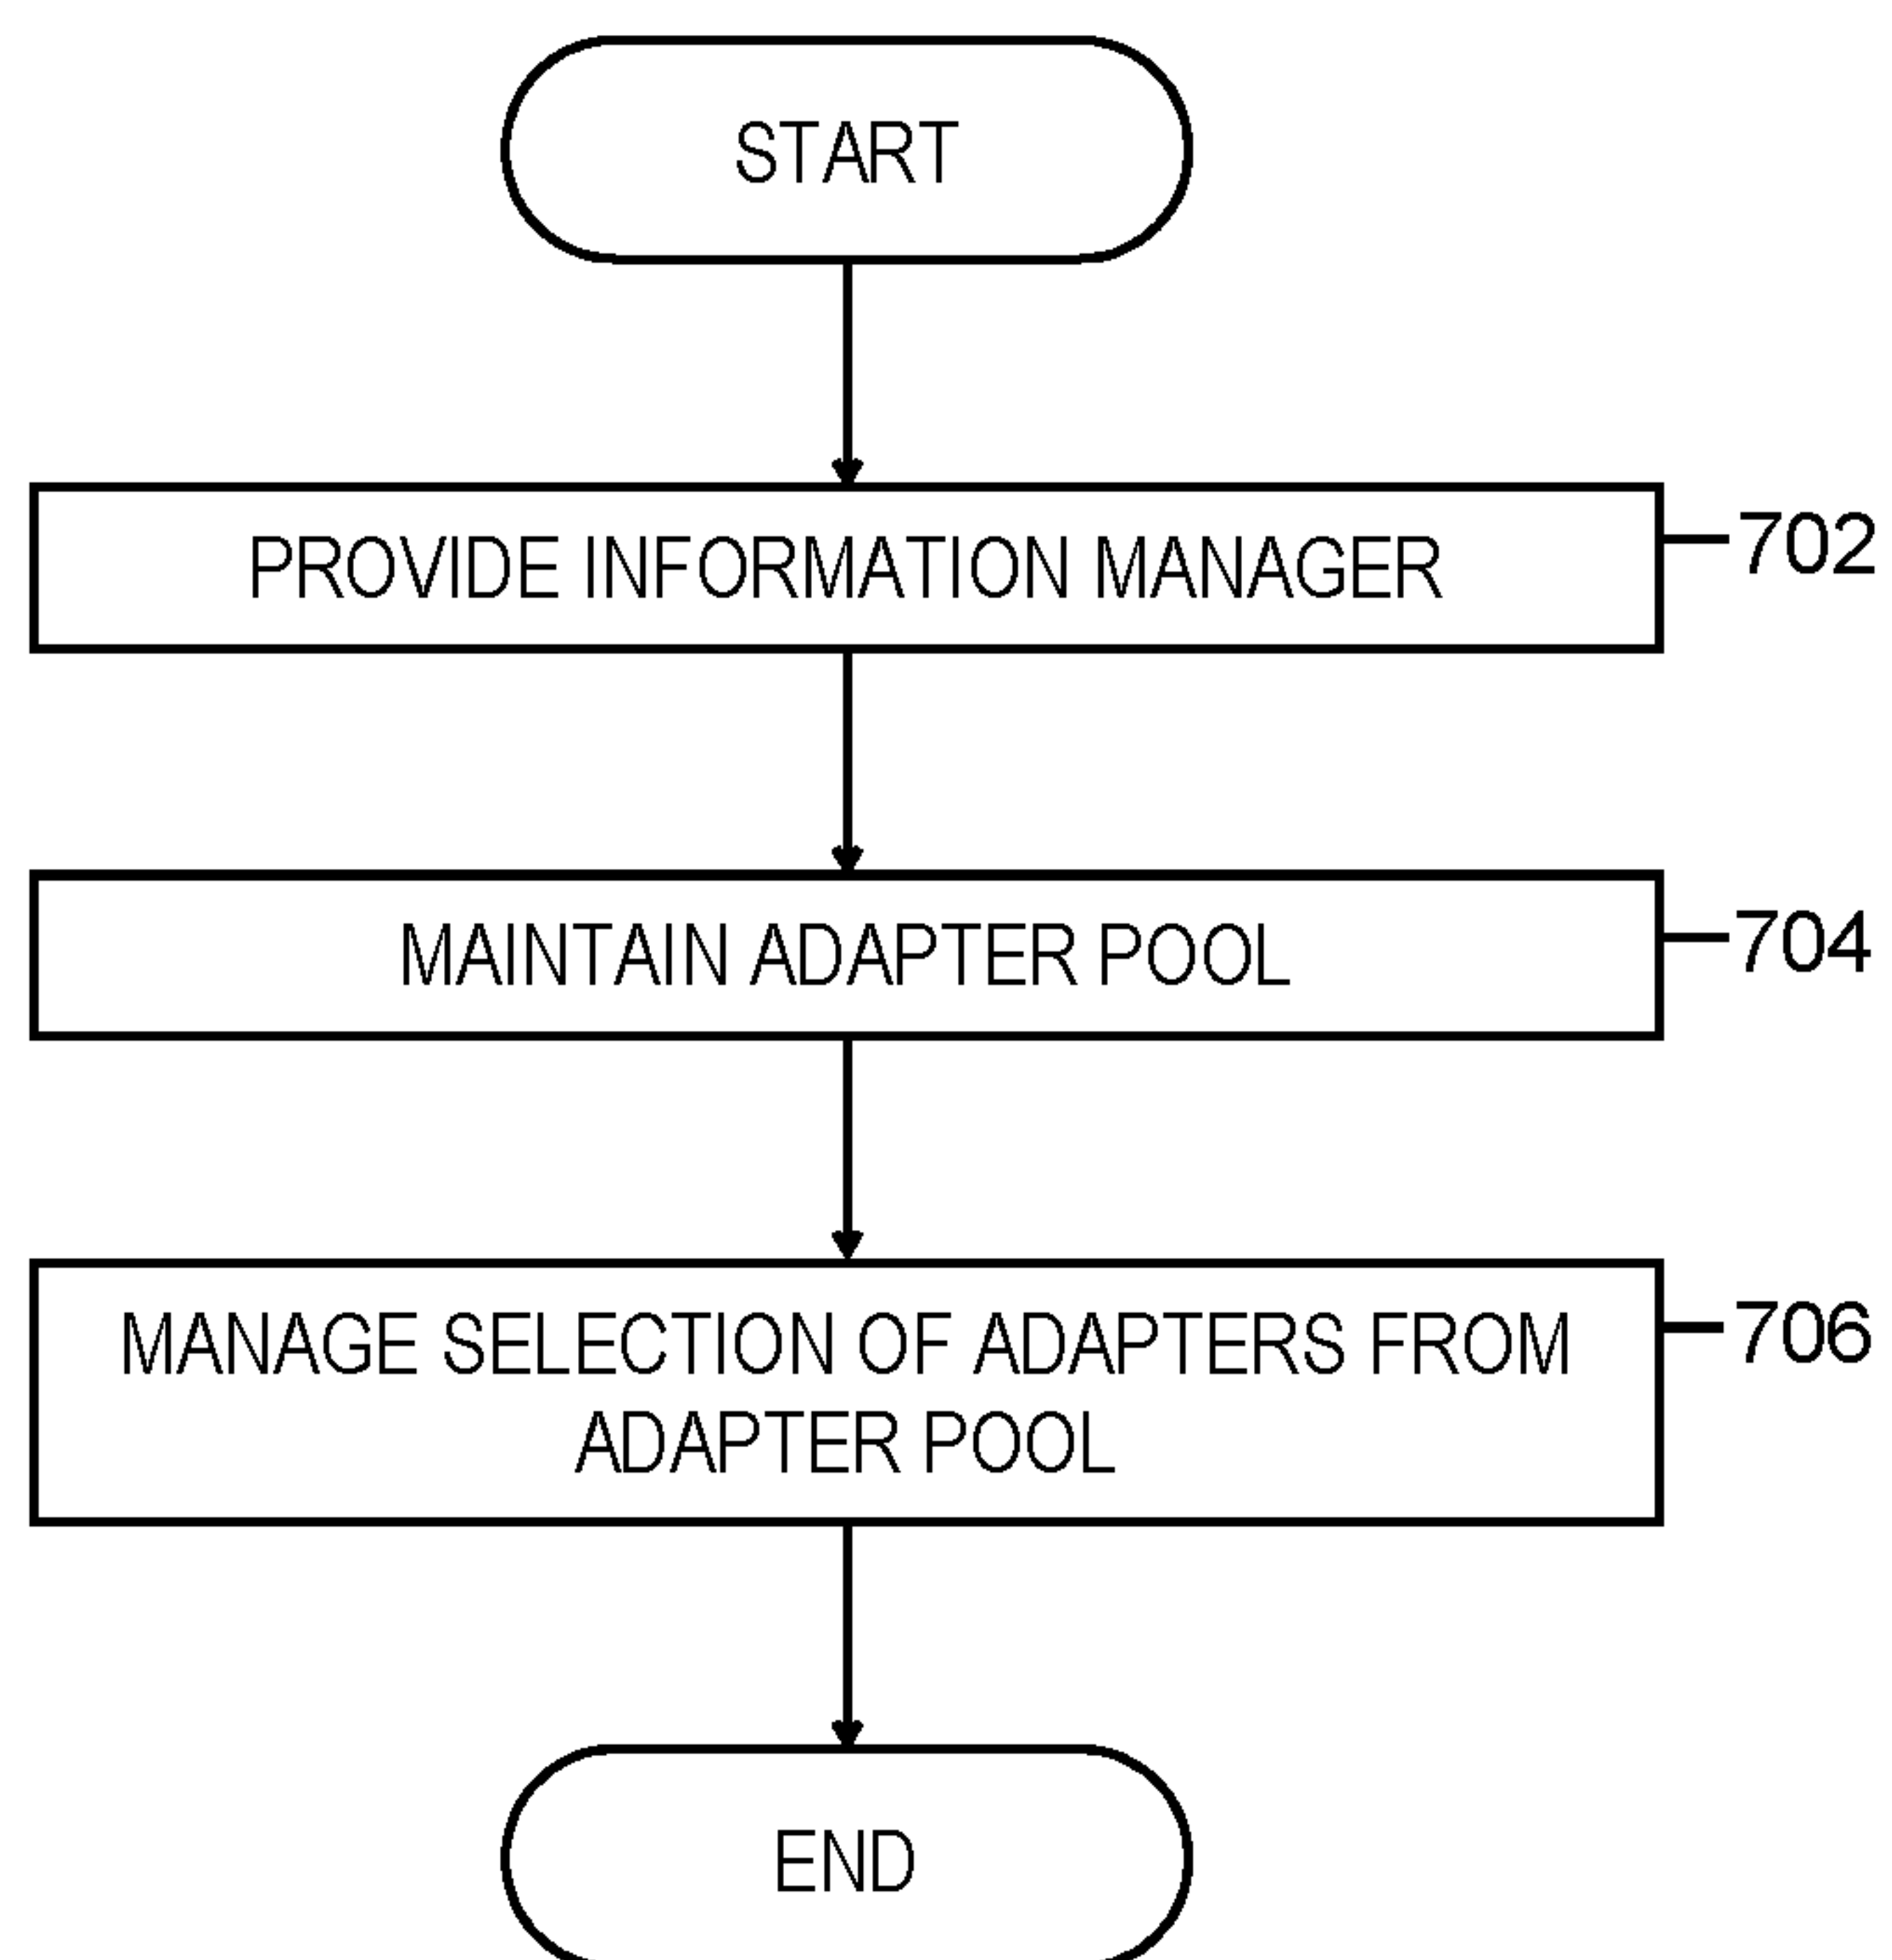 START
PROVIDE INFORMATION MANAGER
702
MAINTAIN ADAPTER POOL
704
MANAGE SELECTION OF ADAPTERS FROM
ADAPTER POOL
706
END